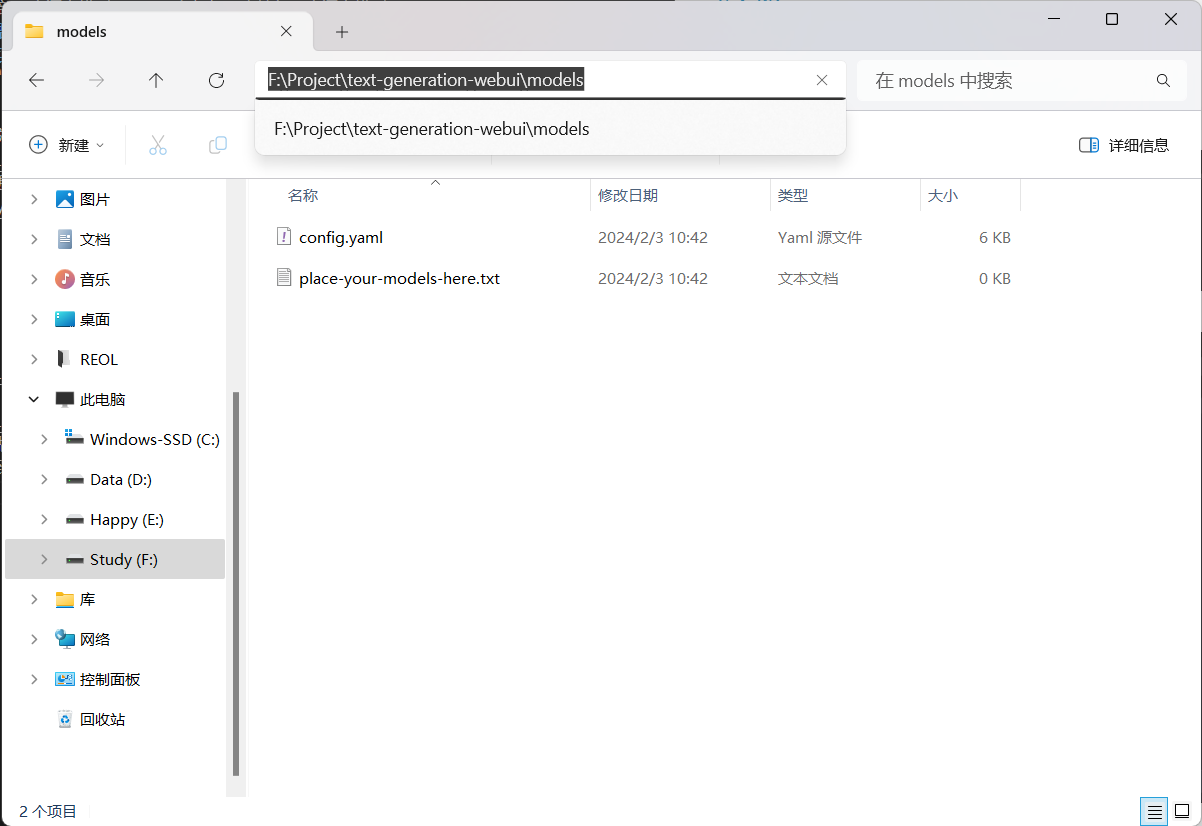 models
F:\Project\text-generation-webui\models
在 models 中搜索
F:\Project\text-generation-webui\models
新建
详细信息
名称
修改日期
类型
大小
config.yaml
2024/2/3 10:42
Yaml 源文件
6 KB
place-your-models-here.txt
2024/2/3 10:42
文本文档
0 KB
图片
文档
音乐
桌面
REOL
此电脑
Windows-SSD (C:)
Data (D:)
Happy (E:)
Study (F:)
库
网络
控制面板
回收站
2 个项目